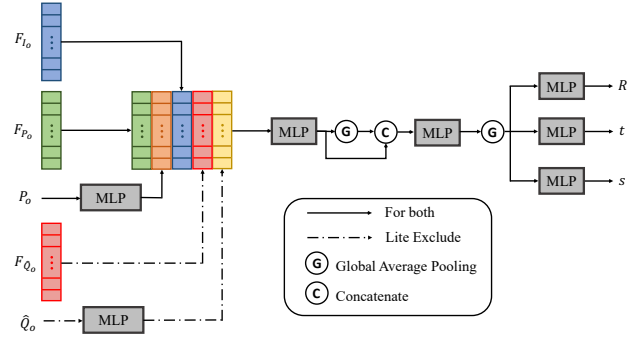 F_{I_o}
F_{P_o}
P_o
MLP
F_{Q̂_o}
Q̂_o
MLP
MLP
G
C
MLP
G
MLP
R
MLP
t
MLP
s
For both
Lite Exclude
G Global Average Pooling
C Concatenate